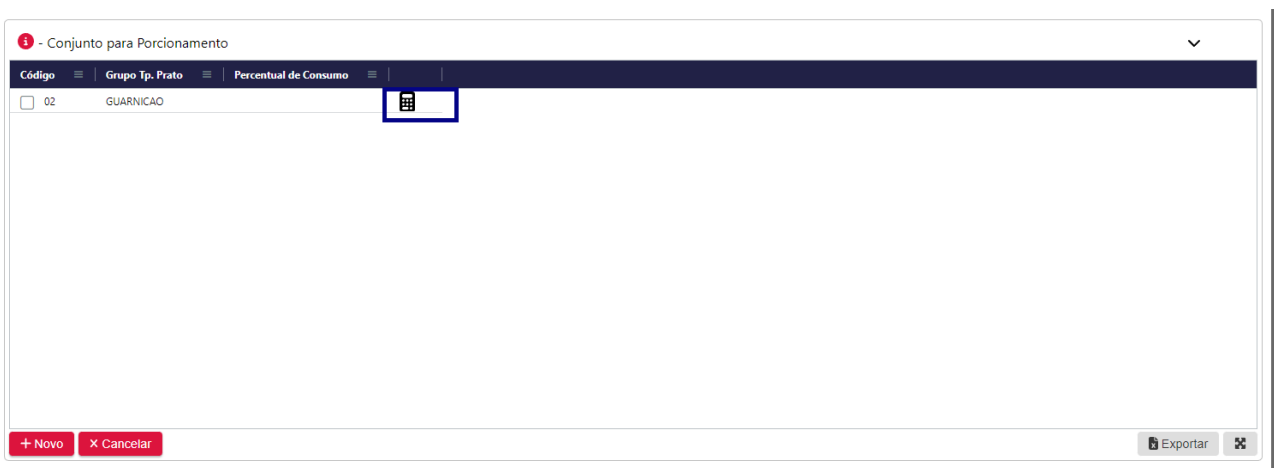 - Conjunto para Porcionamento
Código Grupo Tp. Prato Percentual de Consumo
02 GUARNICAO
+ Novo × Cancelar Exportar